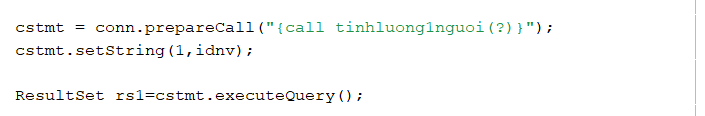 cstmt = conn.prepareCall("{call tinhluong1nguoi(?)}");
cstmt.setString(1,idnv);
ResultSet rs1=cstmt.executeQuery();